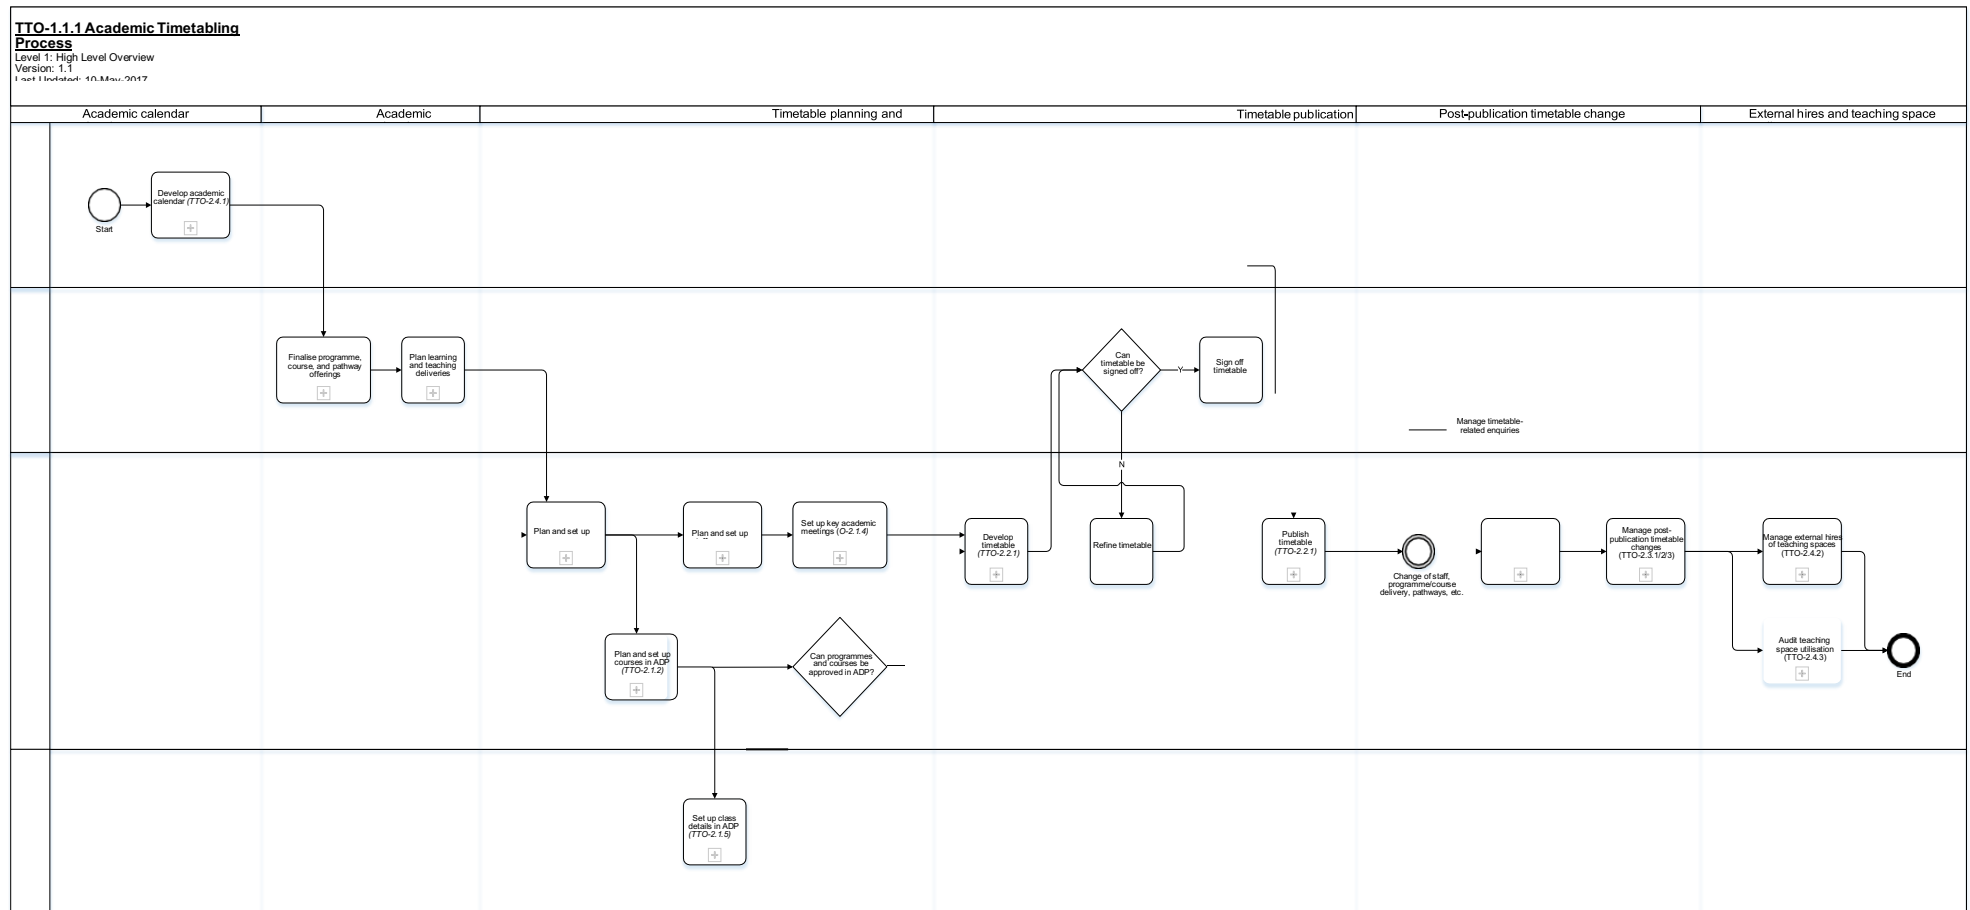 TTO-1.1.1 Academic Timetabling
Process
Level 1: High Level Overview
Version: 1.1
Last Updated: 10-May-2017
Academic calendar
Academic
Timetable planning and
Timetable publication
Post-publication timetable change
External hires and teaching space
Start
Develop academic
calendar (TTO-2.4.1)
Finalise programme,
course, and pathway
offerings
Plan learning
and teaching
deliveries
Can
timetable be
signed off?
Y
Sign off
timetable
Manage timetable-
related enquiries
N
Plan and set up
Plan and set up
Set up key academic
meetings (O-2.1.4)
Develop
timetable
(TTO-2.2.1)
Refine timetable
Publish
timetable
(TTO-2.2.1)
Change of staff,
programme/course
delivery, pathways, etc.
Manage post-
publication timetable
changes
(TTO-2.3.1/2/3)
Manage external hires
of teaching spaces
(TTO-2.4.2)
Plan and set up
courses in ADP
(TTO-2.1.2)
Can programmes
and courses be
approved in ADP?
Audit teaching
space utilisation
(TTO-2.4.3)
End
Set up class
details in ADP
(TTO-2.1.5)